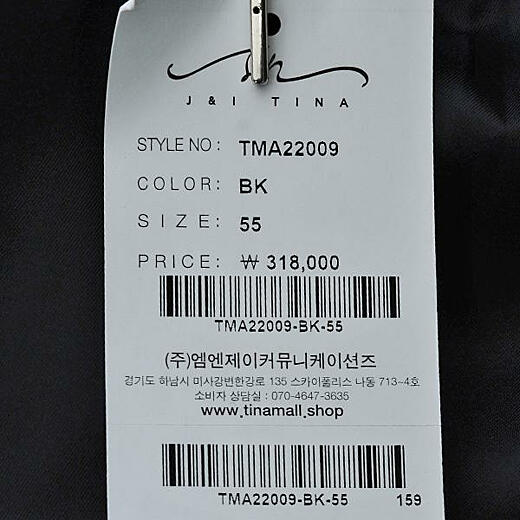 J & I TINA
STYLE NO : TMA22009
COLOR: BK
SIZE: 55
PRICE: ₩ 318,000
TMA22009-BK-55
(주)엠엔제이커뮤니케이션즈
경기도 하남시 미사강변한강로 135 스카이폴리스 나동 713-4호
소비자 상담실 : 070-4647-3635
www.tinamall.shop
TMA22009-BK-55 159